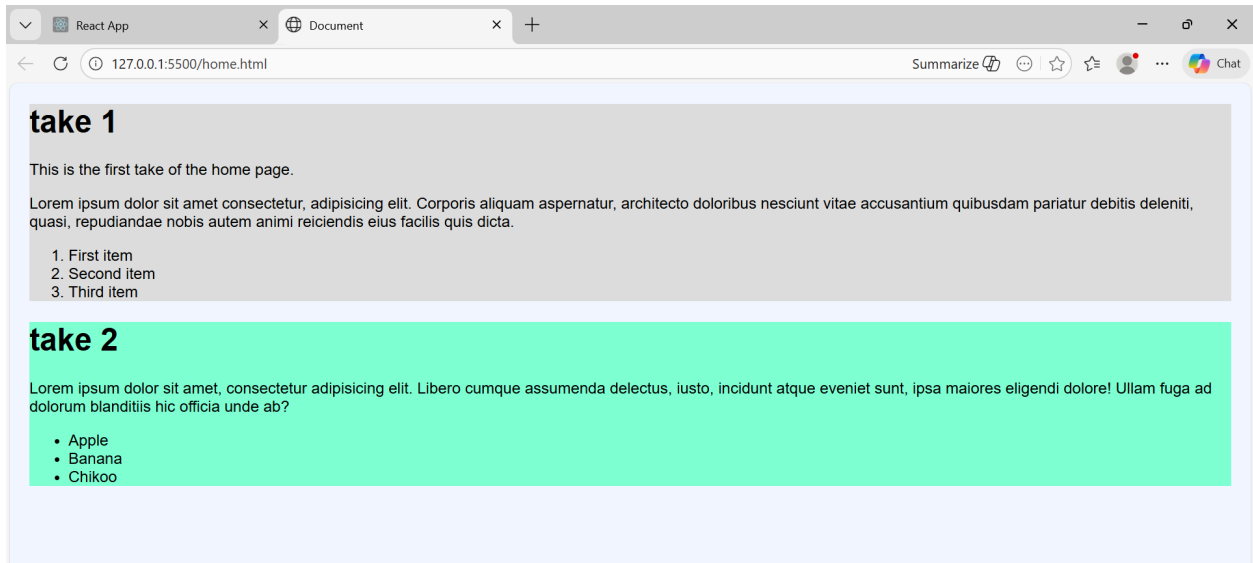 React App
Document
127.0.0.1:5500/home.html
Summarize
Chat
take 1
This is the first take of the home page.
Lorem ipsum dolor sit amet consectetur, adipisicing elit. Corporis aliquam aspernatur, architecto doloribus nesciunt vitae accusantium quibusdam pariatur debitis deleniti,
quasi, repudiandae nobis autem animi reiciendis eius facilis quis dicta.
1. First item
2. Second item
3. Third item
take 2
Lorem ipsum dolor sit amet, consectetur adipisicing elit. Libero cumque assumenda delectus, iusto, incidunt atque eveniet sunt, ipsa maiores eligendi dolore! Ullam fuga ad
dolorum blanditiis hic officia unde ab?
• Apple
• Banana
• Chikoo